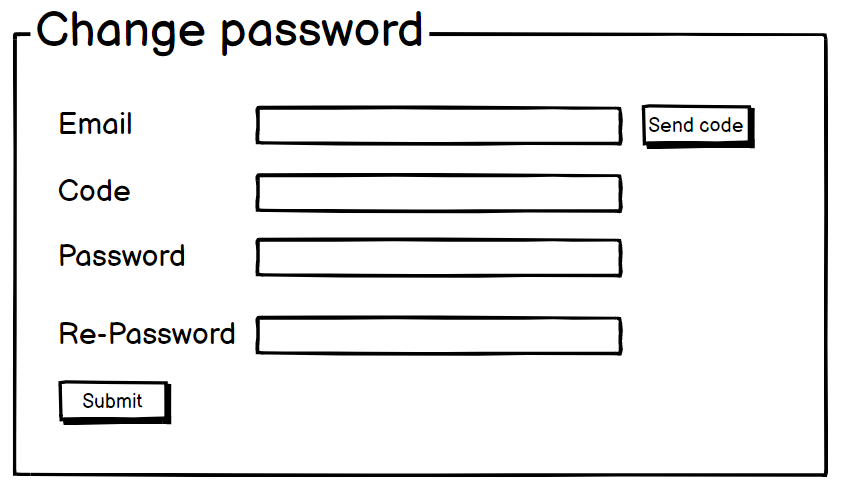 Change password
Email
Send code
Code
Password
Re-Password
Submit